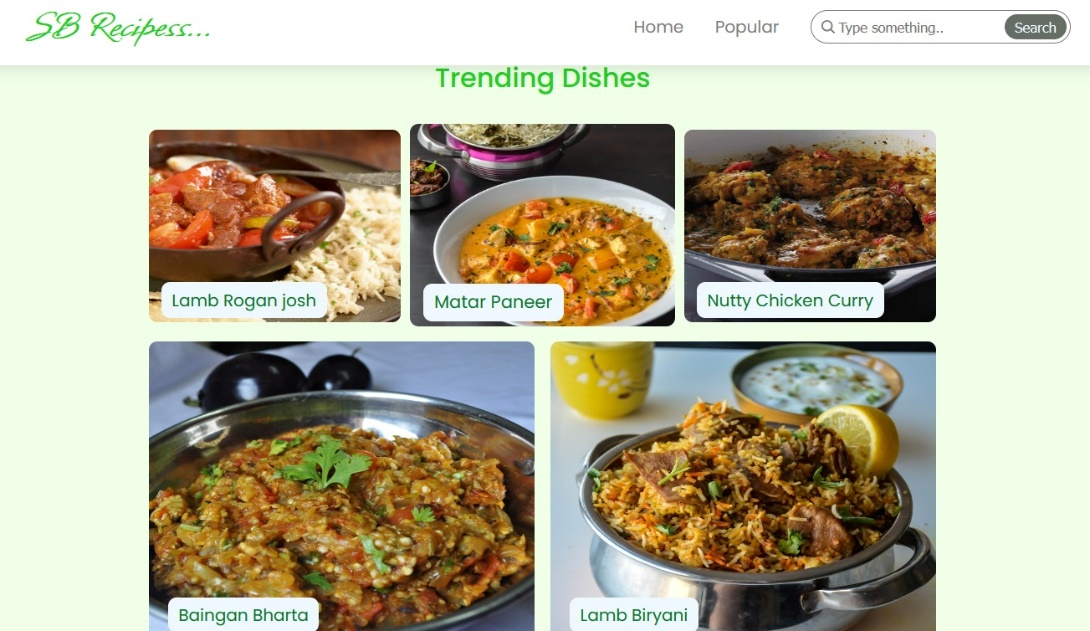 SB Recipess...
Home
Popular
Type something..
Search
Trending Dishes
Lamb Rogan josh
Matar Paneer
Nutty Chicken Curry
Baingan Bharta
Lamb Biryani